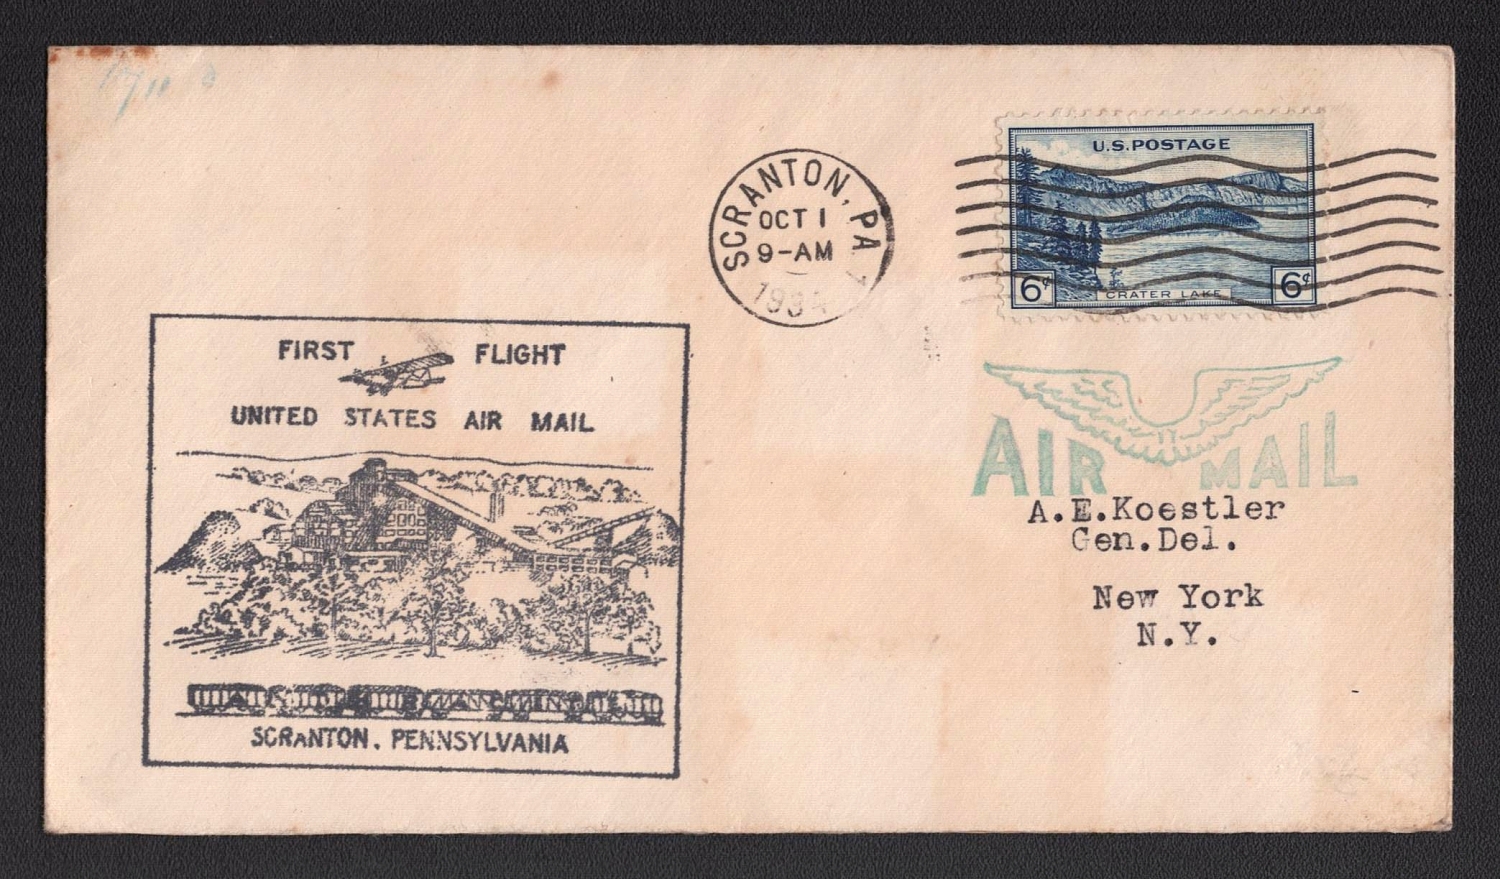 SCRANTON, PA
OCT 1
9-AM
U.S. POSTAGE
6¢ 6¢
CRATER LAKE
FIRST FLIGHT
UNITED STATES AIR MAIL
SCRANTON, PENNSYLVANIA
AIR MAIL
A.E.Koestler
Gen.Del.
New York
N.Y.